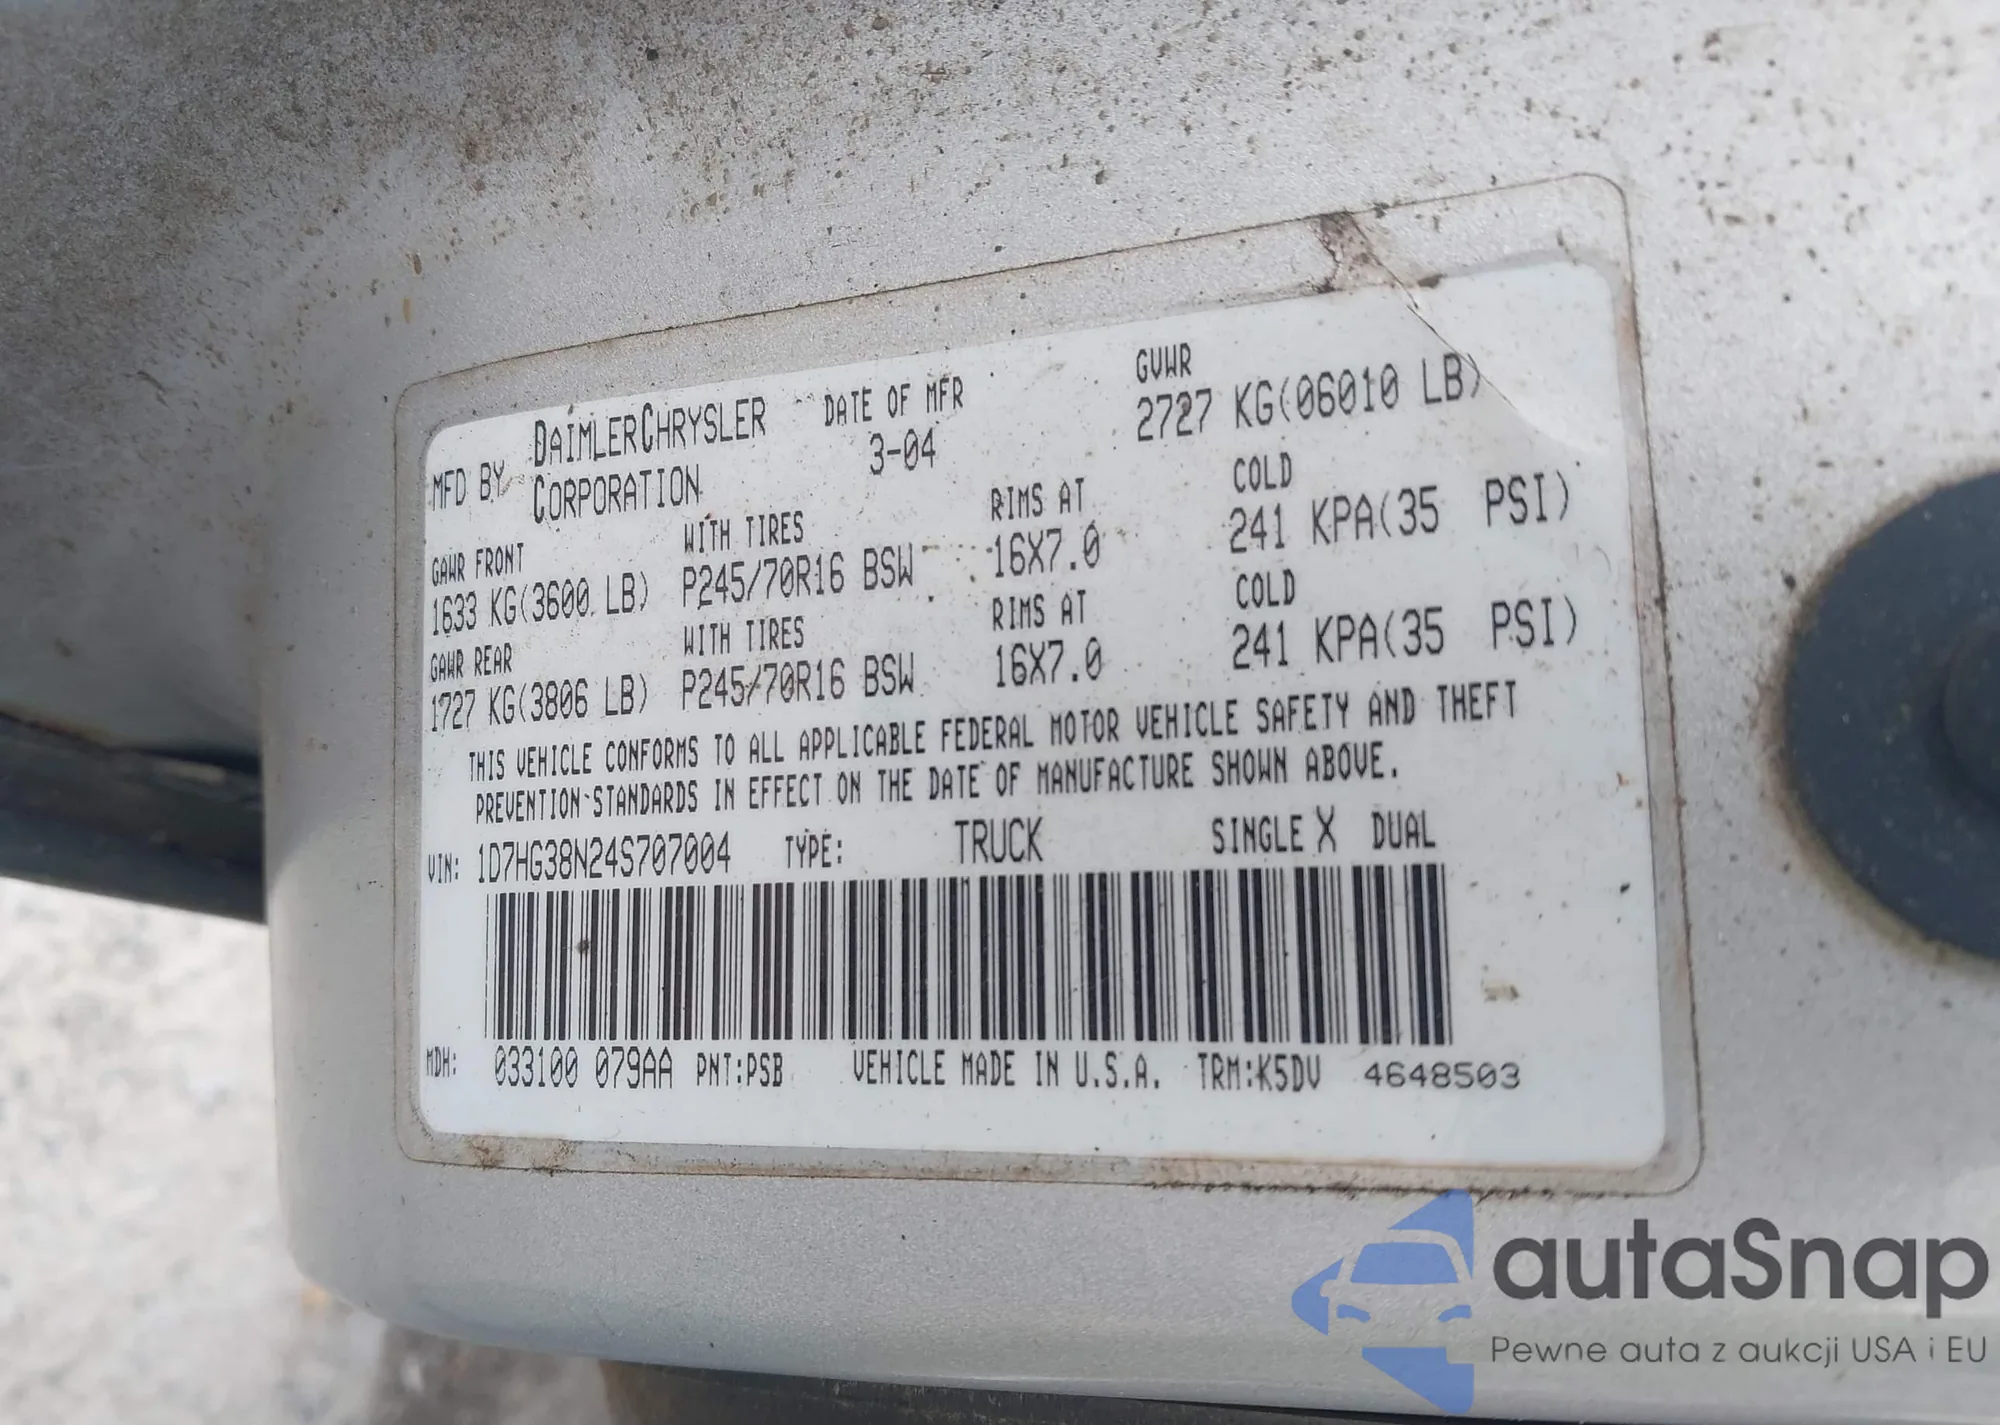 MFD BY DAIMLERCHRYSLER CORPORATION
DATE OF MFR
3-04
GVWR
2727 KG(06010 LB)
GAWR FRONT WITH TIRES RIMS AT COLD
1633 KG(3600 LB) P245/70R16 BSW 16X7.0 241 KPA(35 PSI)
GAWR REAR WITH TIRES RIMS AT COLD
1727 KG(3806 LB) P245/70R16 BSW 16X7.0 241 KPA(35 PSI)
THIS VEHICLE CONFORMS TO ALL APPLICABLE FEDERAL MOTOR VEHICLE SAFETY AND THEFT
PREVENTION STANDARDS IN EFFECT ON THE DATE OF MANUFACTURE SHOWN ABOVE.
VIN: 1D7HG38N24S707004 TYPE: TRUCK SINGLE X DUAL
MDH: 033100 079AA PNT:PSB VEHICLE MADE IN U.S.A. TRM:K5DV 4648503
autaSnap
Pewne auta z aukcji USA i EU